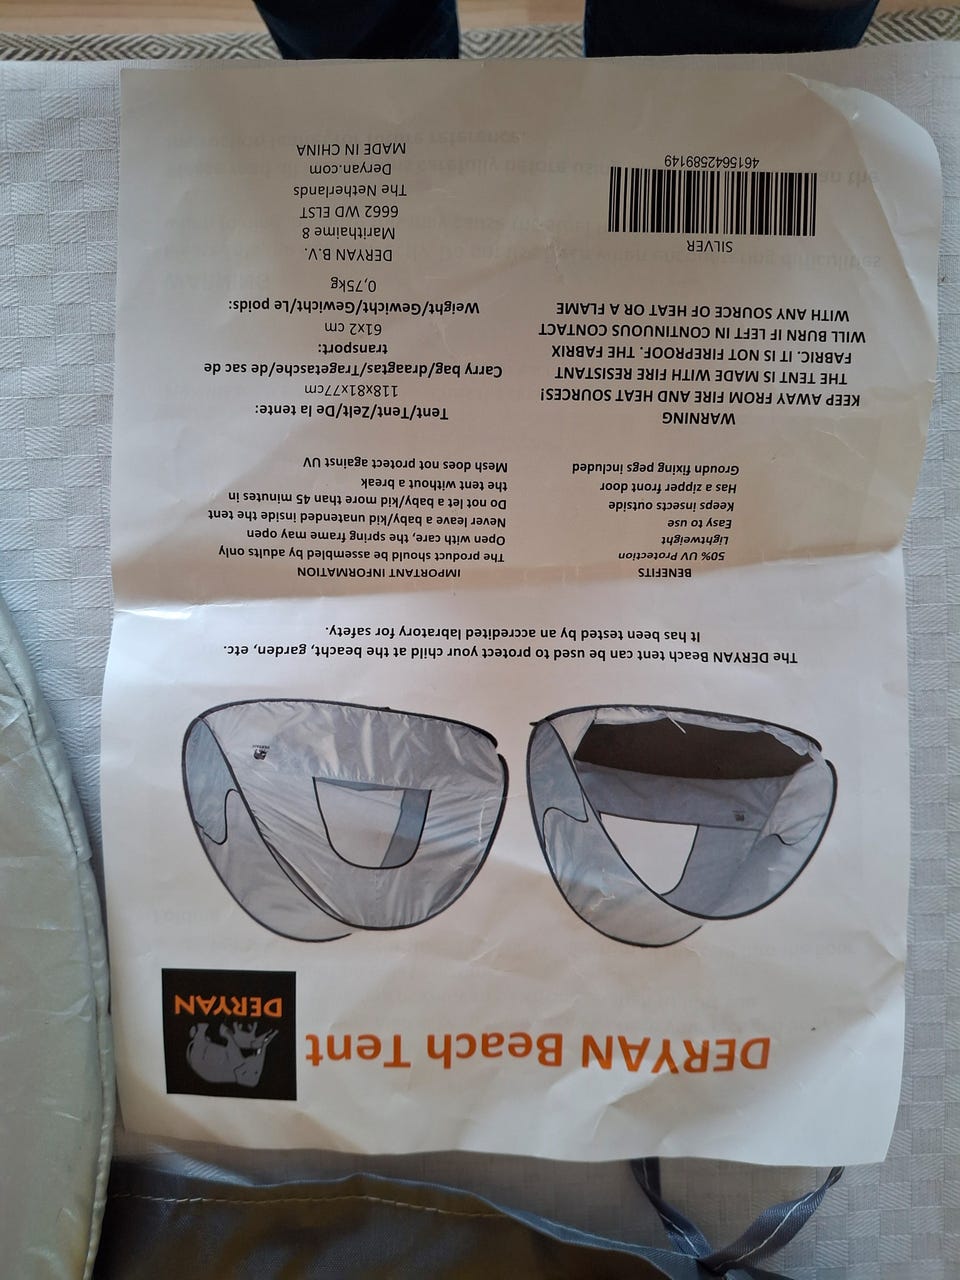 DERYAN Beach Tent
DERYAN
The DERYAN Beach tent can be used to protect your child at the beacht, garden, etc.
It has been tested by an accredited labratory for safety.
BENEFITS
50% UV Protection
Lightweight
Easy to use
Keeps insects outside
Has a zipper front door
Groudn fixing pegs included
IMPORTANT INFORMATION
The product should be assembled by adults only
Open with care, the spring frame may open
Never leave a baby/kid unatended inside the tent
Do not let a baby/kid more than 45 minutes in
the tent without a break
Mesh does not protect against UV
WARNING
KEEP AWAY FROM FIRE AND HEAT SOURCES!
THE TENT IS MADE WITH FIRE RESISTANT
FABRIC. IT IS NOT FIREPROOF. THE FABRIX
WILL BURN IF LEFT IN CONTINUOUS CONTACT
WITH ANY SOURCE OF HEAT OR A FLAME
Tent/Tent/Zelt/De la tente:
118x81x77cm
Carry bag/draagtas/Tragetasche/de sac de
transport:
61x2 cm
Weight/Gewicht/Gewicht/Le poids:
0,75kg
SILVER
4615642589149
DERYAN B.V.
Marithaime 8
6662 WD ELST
The Netherlands
Deryan.com
MADE IN CHINA